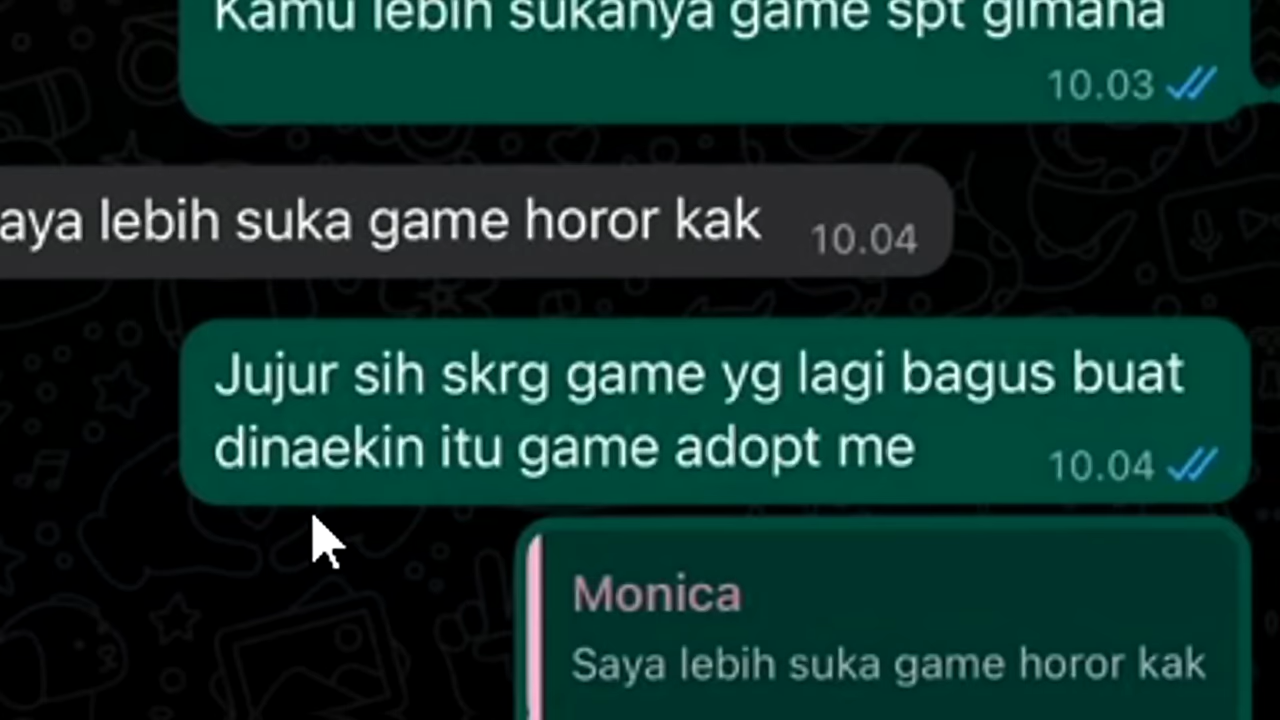 Kamu lebih sukanya game spt gimana
10.03
aya lebih suka game horor kak 10.04
Jujur sih skrg game yg lagi bagus buat
dinaekin itu game adopt me 10.04
Monica
Saya lebih suka game horor kak